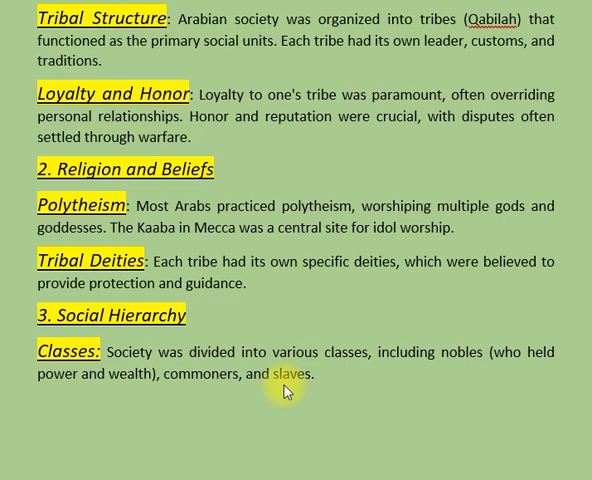 Tribal Structure: Arabian society was organized into tribes (Qabilah) that
functioned as the primary social units. Each tribe had its own leader, customs, and
traditions.
Loyalty and Honor: Loyalty to one's tribe was paramount, often overriding
personal relationships. Honor and reputation were crucial, with disputes often
settled through warfare.
2. Religion and Beliefs
Polytheism: Most Arabs practiced polytheism, worshiping multiple gods and
goddesses. The Kaaba in Mecca was a central site for idol worship.
Tribal Deities: Each tribe had its own specific deities, which were believed to
provide protection and guidance.
3. Social Hierarchy
Classes: Society was divided into various classes, including nobles (who held
power and wealth), commoners, and slaves.